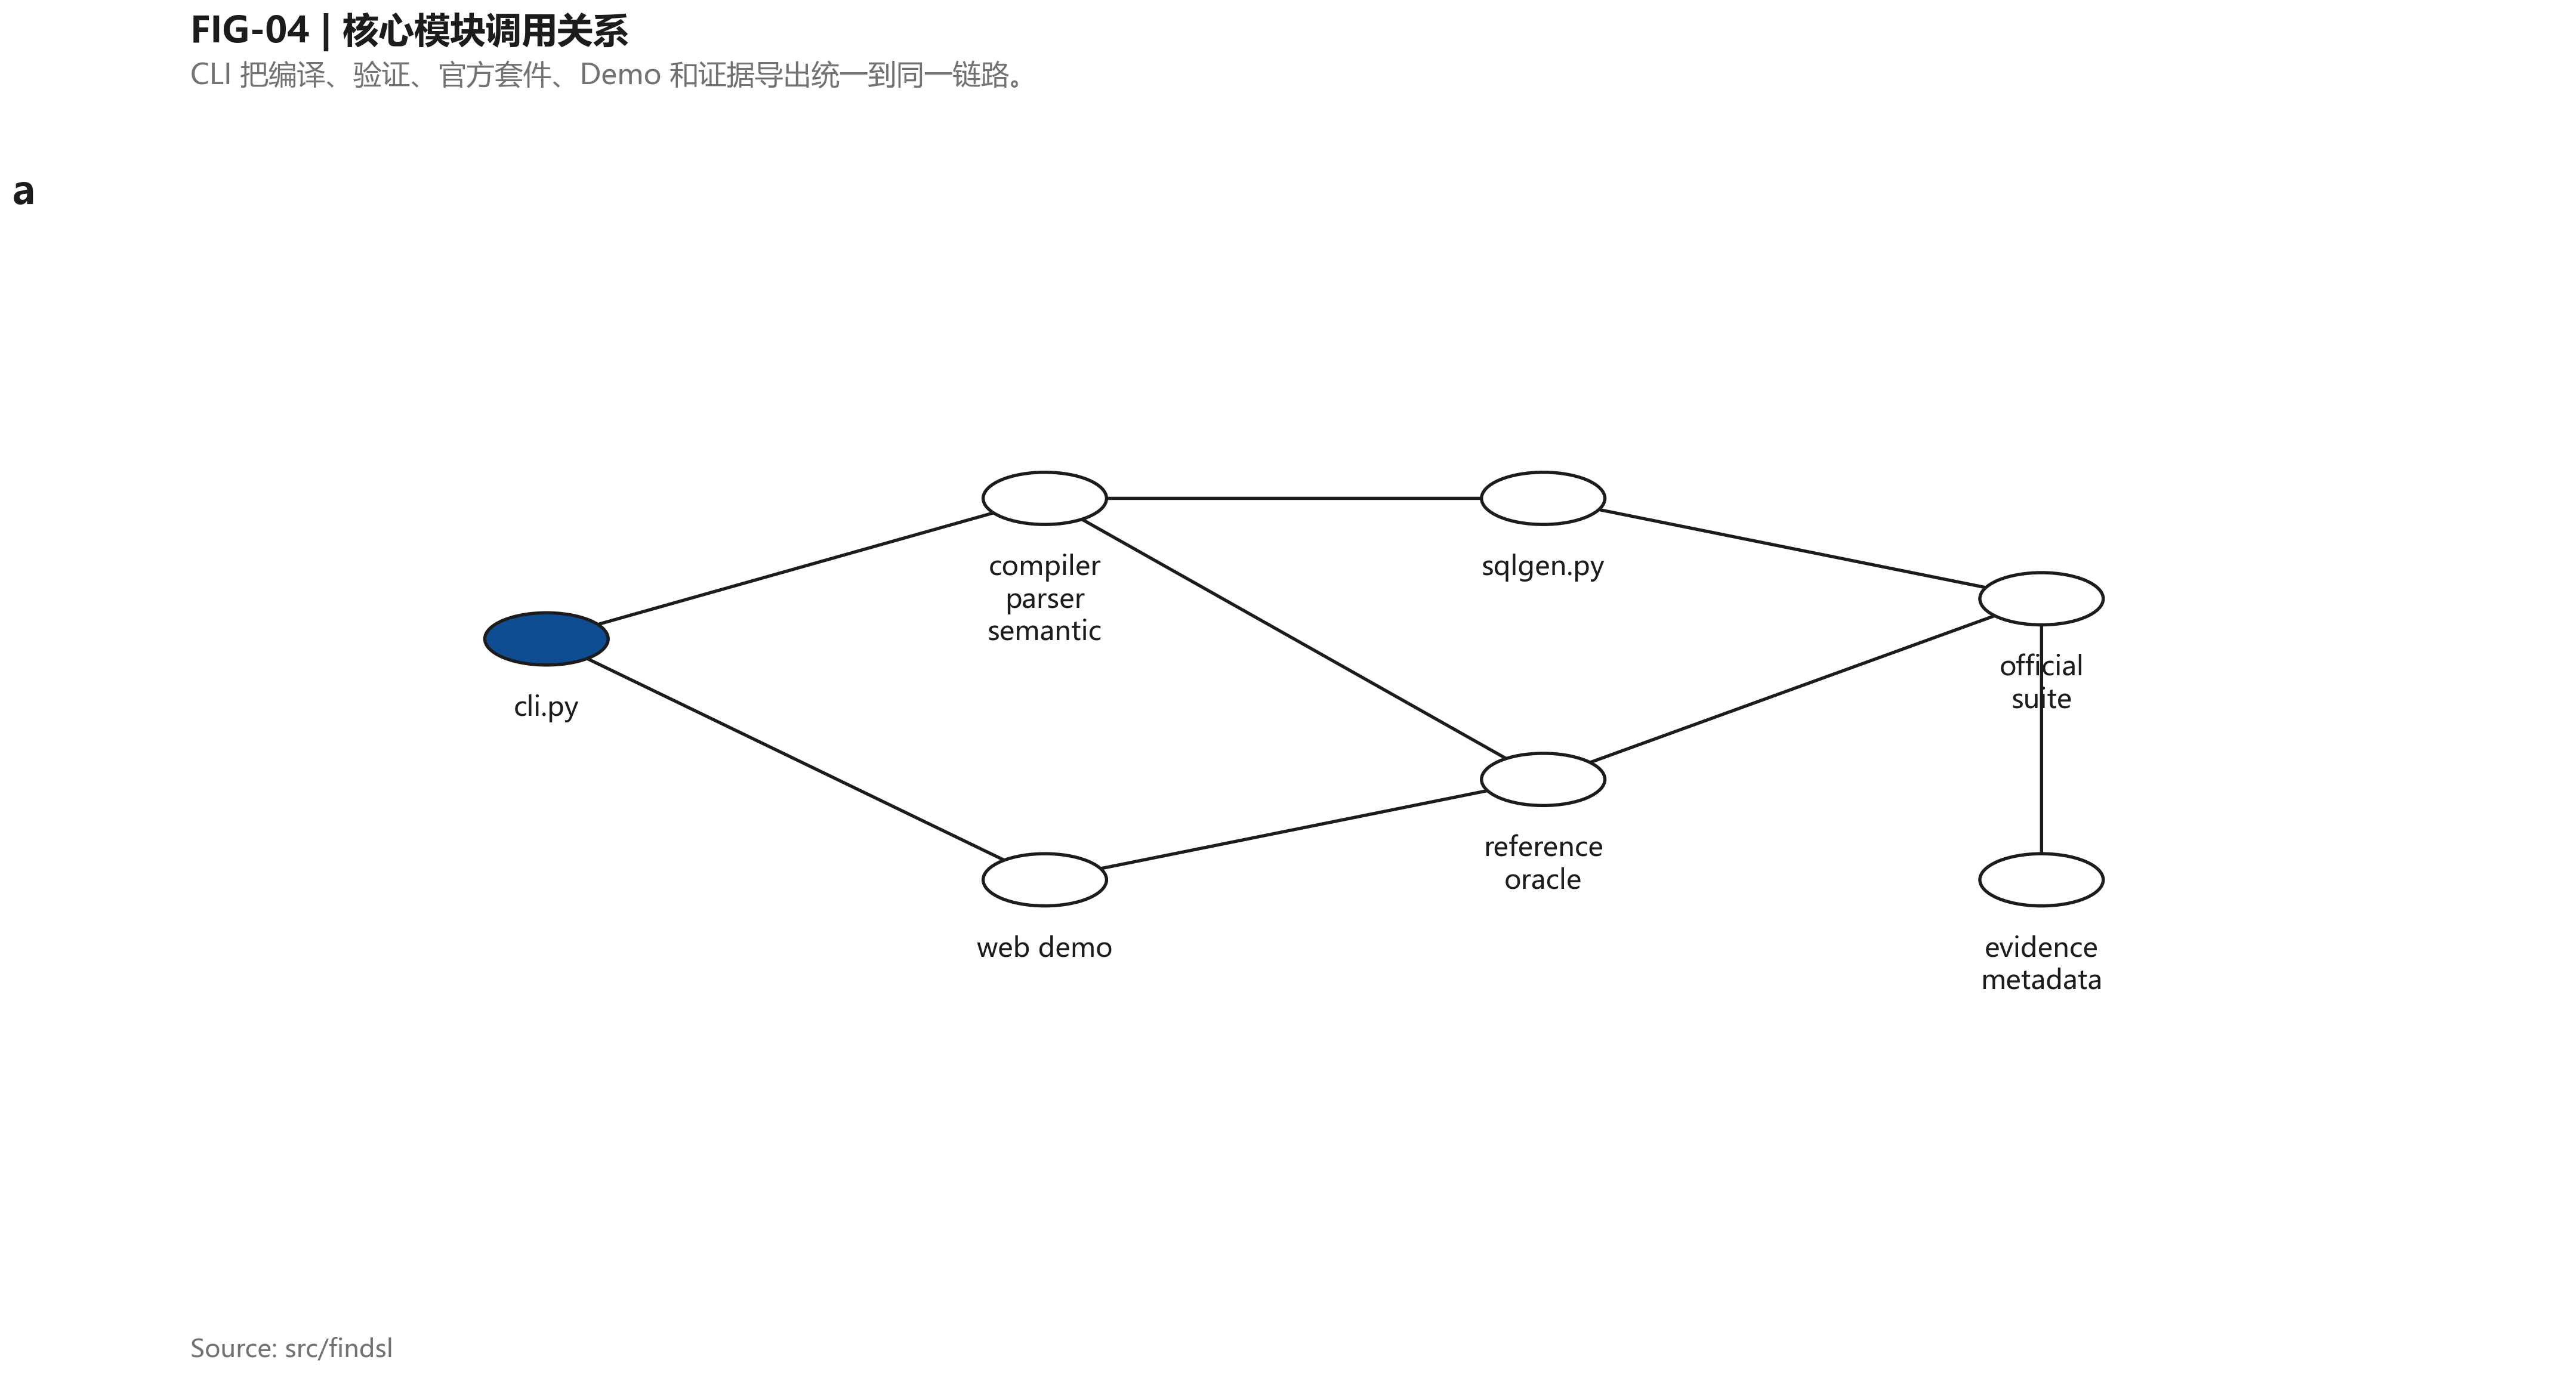 FIG-04 | 核心模块调用关系
CLI 把编译、验证、官方套件、Demo 和证据导出统一到同一链路。
a
compiler
parser
semantic
sqlgen.py
official
suite
cli.py
reference
oracle
web demo
evidence
metadata
Source: src/findsl